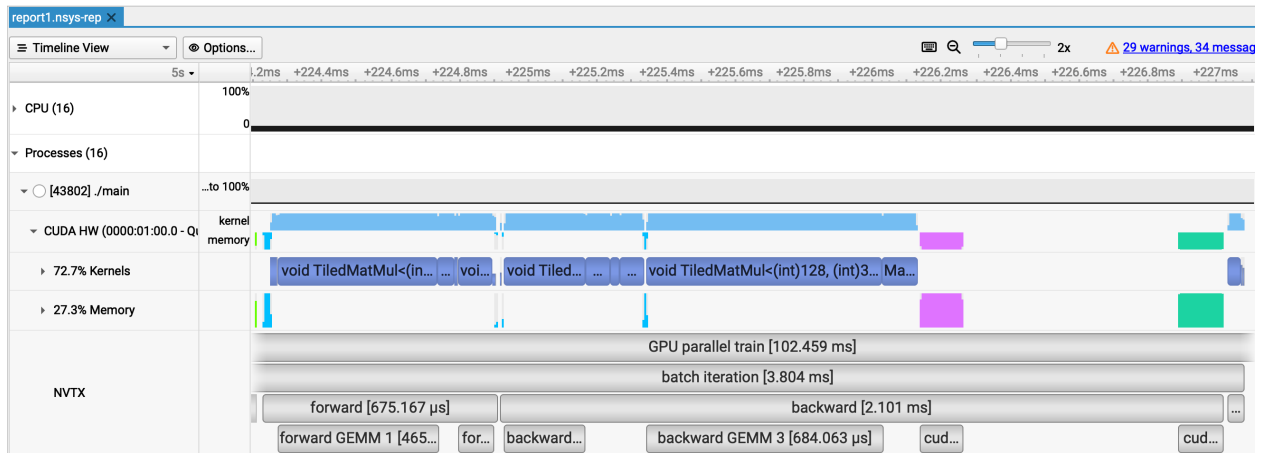 report1.nsys-rep ×
Timeline View Options... 2x 29 warnings, 34 messag
5s .2ms +224.4ms +224.6ms +224.8ms +225ms +225.2ms +225.4ms +225.6ms +225.8ms +226ms +226.2ms +226.4ms +226.6ms +226.8ms +227ms
100%
CPU (16)
0
Processes (16)
[43802] ./main ...to 100%
kernel
CUDA HW (0000:01:00.0 - Qu
memory
72.7% Kernels void TiledMatMul<(in... ... voi... void Tiled... ... ... void TiledMatMul<(int)128, (int)3... Ma...
27.3% Memory
GPU parallel train [102.459 ms]
batch iteration [3.804 ms]
NVTX
forward [675.167 µs] backward [2.101 ms] ...
forward GEMM 1 [465... for... backward... backward GEMM 3 [684.063 µs] cud... cud...